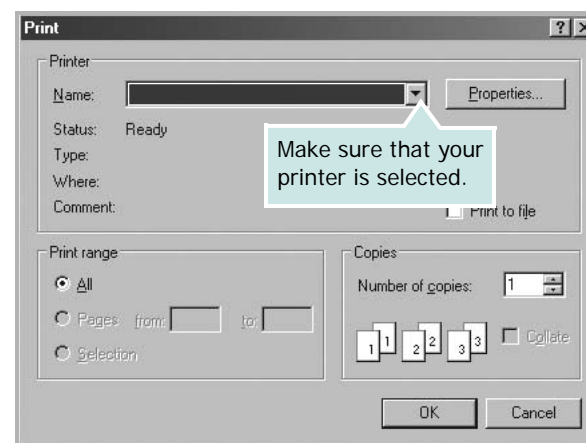 Print
Printer
Name:
Properties...
Status: Ready
Type:
Where:
Comment:
Make sure that your
printer is selected.
Print to file
Print range
All
Pages from: to:
Selection
Copies
Number of copies: 1
1 1 2 2 3 3
Collate
OK Cancel